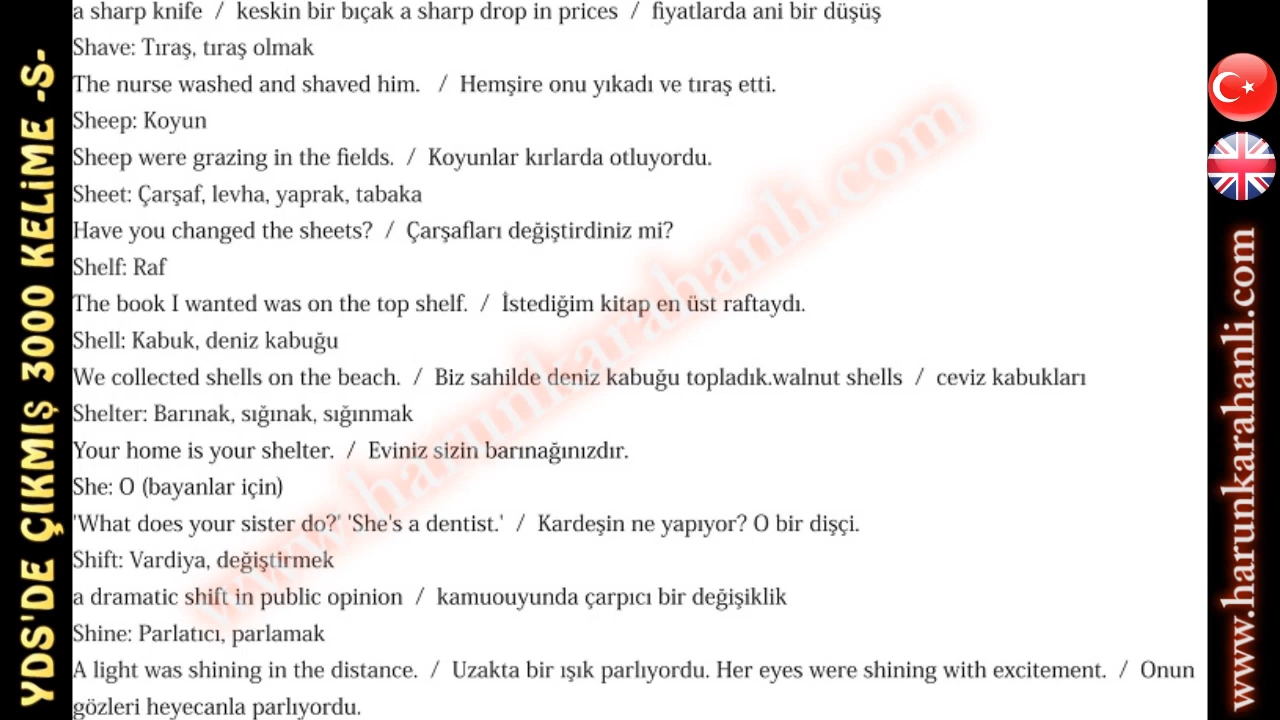 a sharp knife / keskin bir bıçak a sharp drop in prices / fiyatlarda ani bir düşüş
Shave: Tıraş, tıraş olmak
The nurse washed and shaved him. / Hemşire onu yıkadı ve tıraş etti.
Sheep: Koyun
Sheep were grazing in the fields. / Koyunlar kırlarda otluyordu.
Sheet: Çarşaf, levha, yaprak, tabaka
Have you changed the sheets? / Çarşafları değiştirdiniz mi?
Shelf: Raf
The book I wanted was on the top shelf. / İstediğim kitap en üst raftaydı.
Shell: Kabuk, deniz kabuğu
We collected shells on the beach. / Biz sahilde deniz kabuğu topladık.walnut shells / ceviz kabukları
Shelter: Barınak, sığınak, sığınmak
Your home is your shelter. / Eviniz sizin barınağınızdır.
She: O (bayanlar için)
'What does your sister do?' 'She's a dentist.' / Kardeşin ne yapıyor? O bir dişçi.
Shift: Vardiya, değiştirmek
a dramatic shift in public opinion / kamuouyunda çarpıcı bir değişiklik
Shine: Parlatıcı, parlamak
A light was shining in the distance. / Uzakta bir ışık parlıyordu. Her eyes were shining with excitement. / Onun
gözleri heyecanla parlıyordu.
YDS'DE ÇIKMIŞ 3000 KELİME -S-
www.harunkarahanli.com
www.harunkarahanli.com